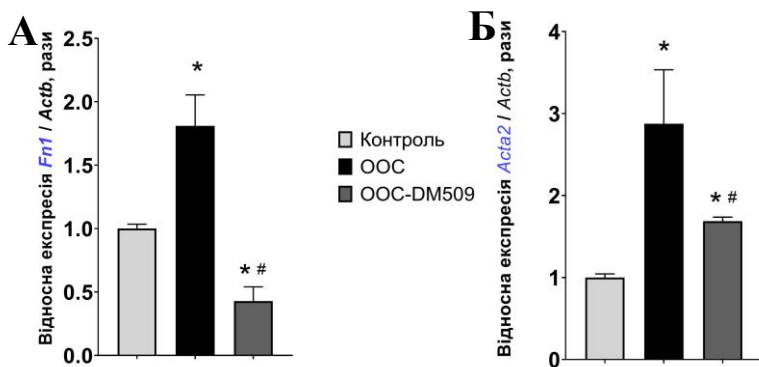 А
Відносна експресія Fn1 / Actb, рази
2.5
2.0
1.5
1.0
0.5
0.0
*
* #
Контроль
ООС
ООС-DM509
Б
Відносна експресія Acta2 / Actb, рази
4
3
2
1
0
*
* #